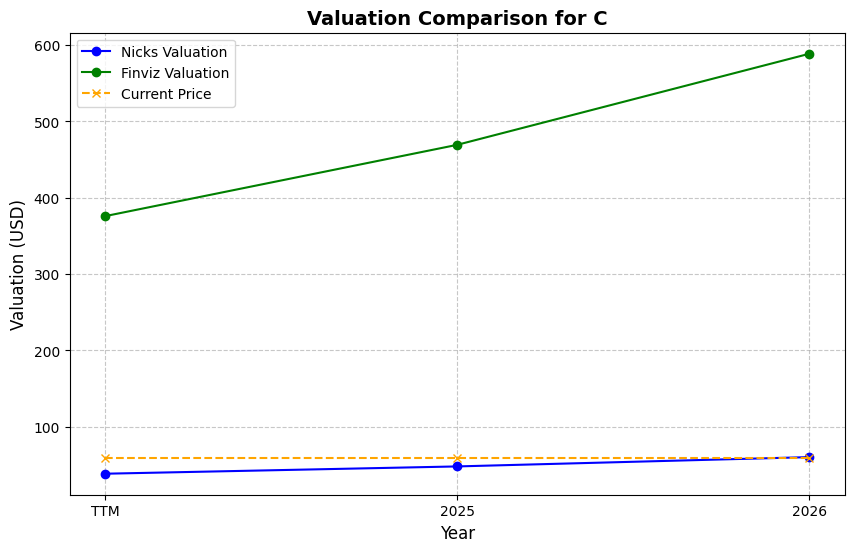 Valuation Comparison for C
Nicks Valuation
Finviz Valuation
Current Price
Valuation (USD)
600
500
400
300
200
100
TTM
2025
2026
Year